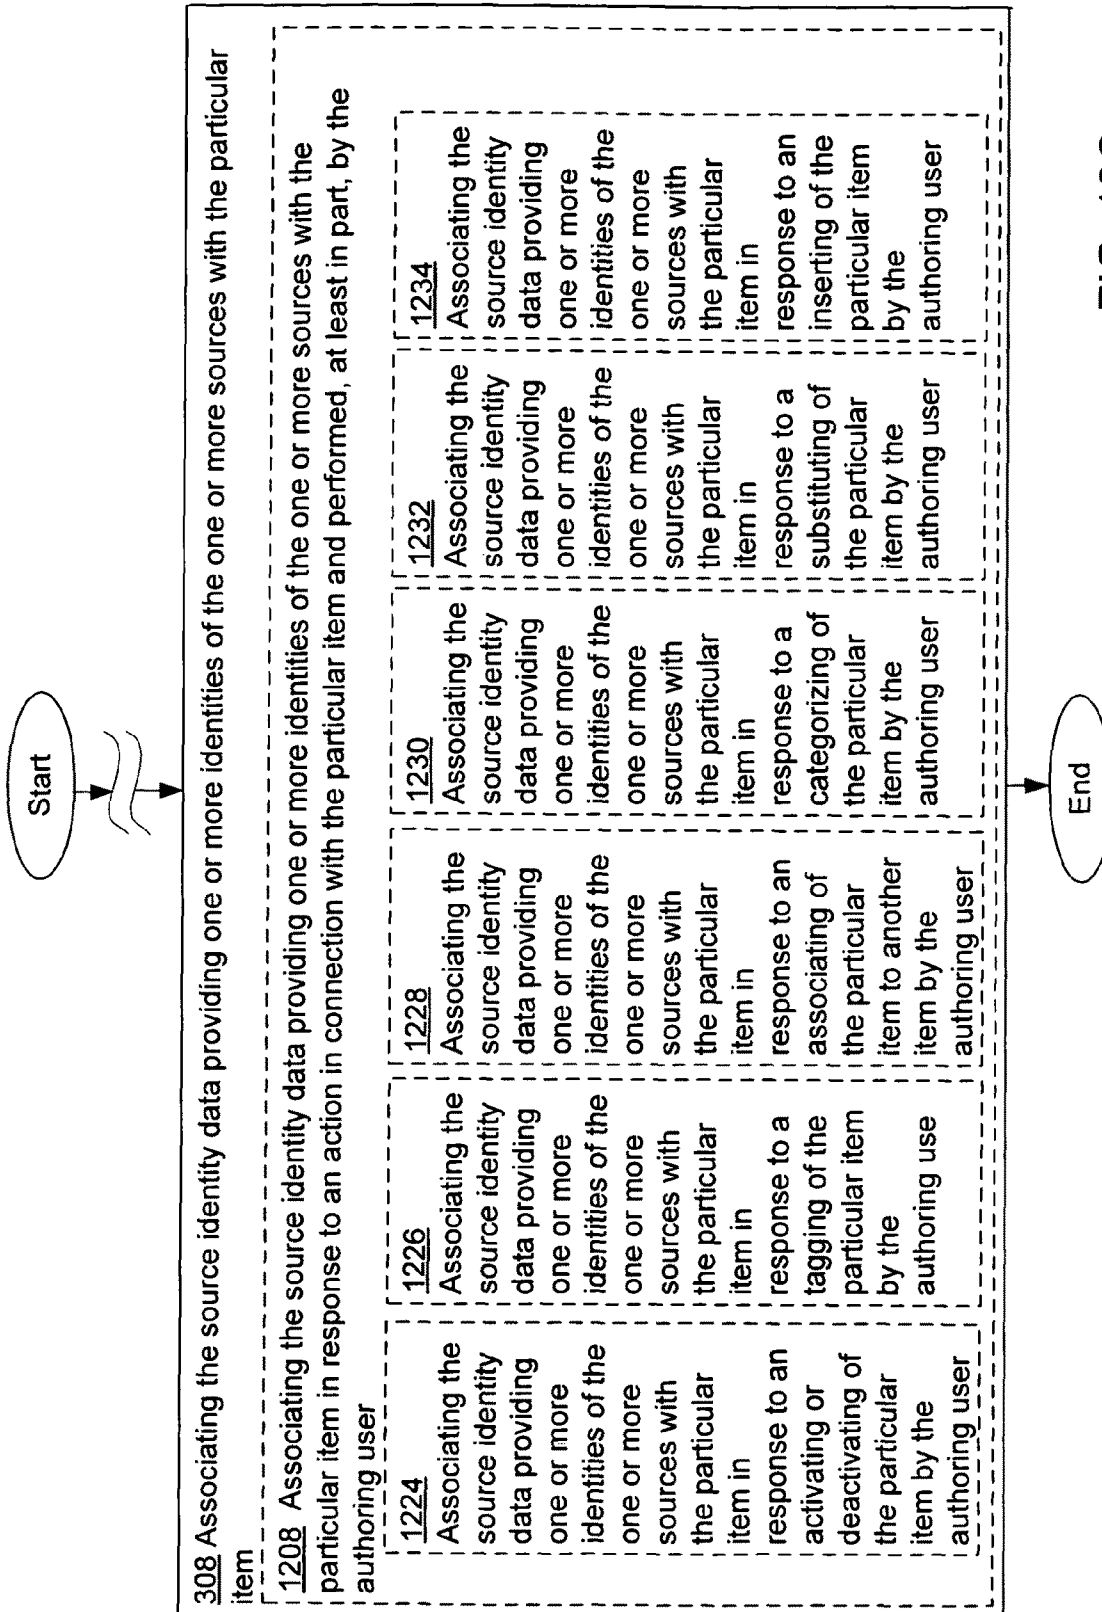 Start
308 Associating the source identity data providing one or more identities of the one or more sources with the particular
item
1208 Associating the source identity data providing one or more identities of the one or more sources with the
particular item in response to an action in connection with the particular item and performed, at least in part, by the
authoring user
1224
Associating the
source identity
data providing
one or more
identities of the
one or more
sources with
the particular
item in
response to an
activating or
deactivating of
the particular
item by the
authoring user
1226
Associating the
source identity
data providing
one or more
identities of the
one or more
sources with
the particular
item in
response to a
tagging of the
particular item
by the
authoring use
1228
Associating the
source identity
data providing
one or more
identities of the
one or more
sources with
the particular
item in
response to an
associating of
the particular
item to another
item by the
authoring user
1230
Associating the
source identity
data providing
one or more
identities of the
one or more
sources with
the particular
item in
response to a
categorizing of
the particular
item by the
authoring user
1232
Associating the
source identity
data providing
one or more
identities of the
one or more
sources with
the particular
item in
response to a
substituting of
the particular
item by the
authoring user
1234
Associating the
source identity
data providing
one or more
identities of the
one or more
sources with
the particular
item in
response to an
inserting of the
particular item
by the
authoring user
End